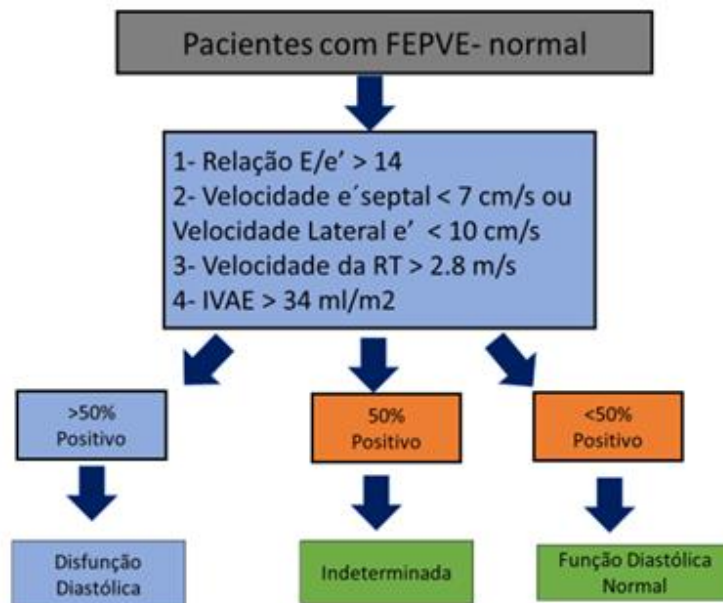 Pacientes com FEPVE- normal
1- Relação E/e' > 14
2- Velocidade e´septal < 7 cm/s ou
Velocidade Lateral e' < 10 cm/s
3- Velocidade da RT > 2.8 m/s
4- IVAE > 34 ml/m2
>50%
Positivo
50%
Positivo
<50%
Positivo
Disfunção
Diastólica
Indeterminada
Função Diastólica
Normal